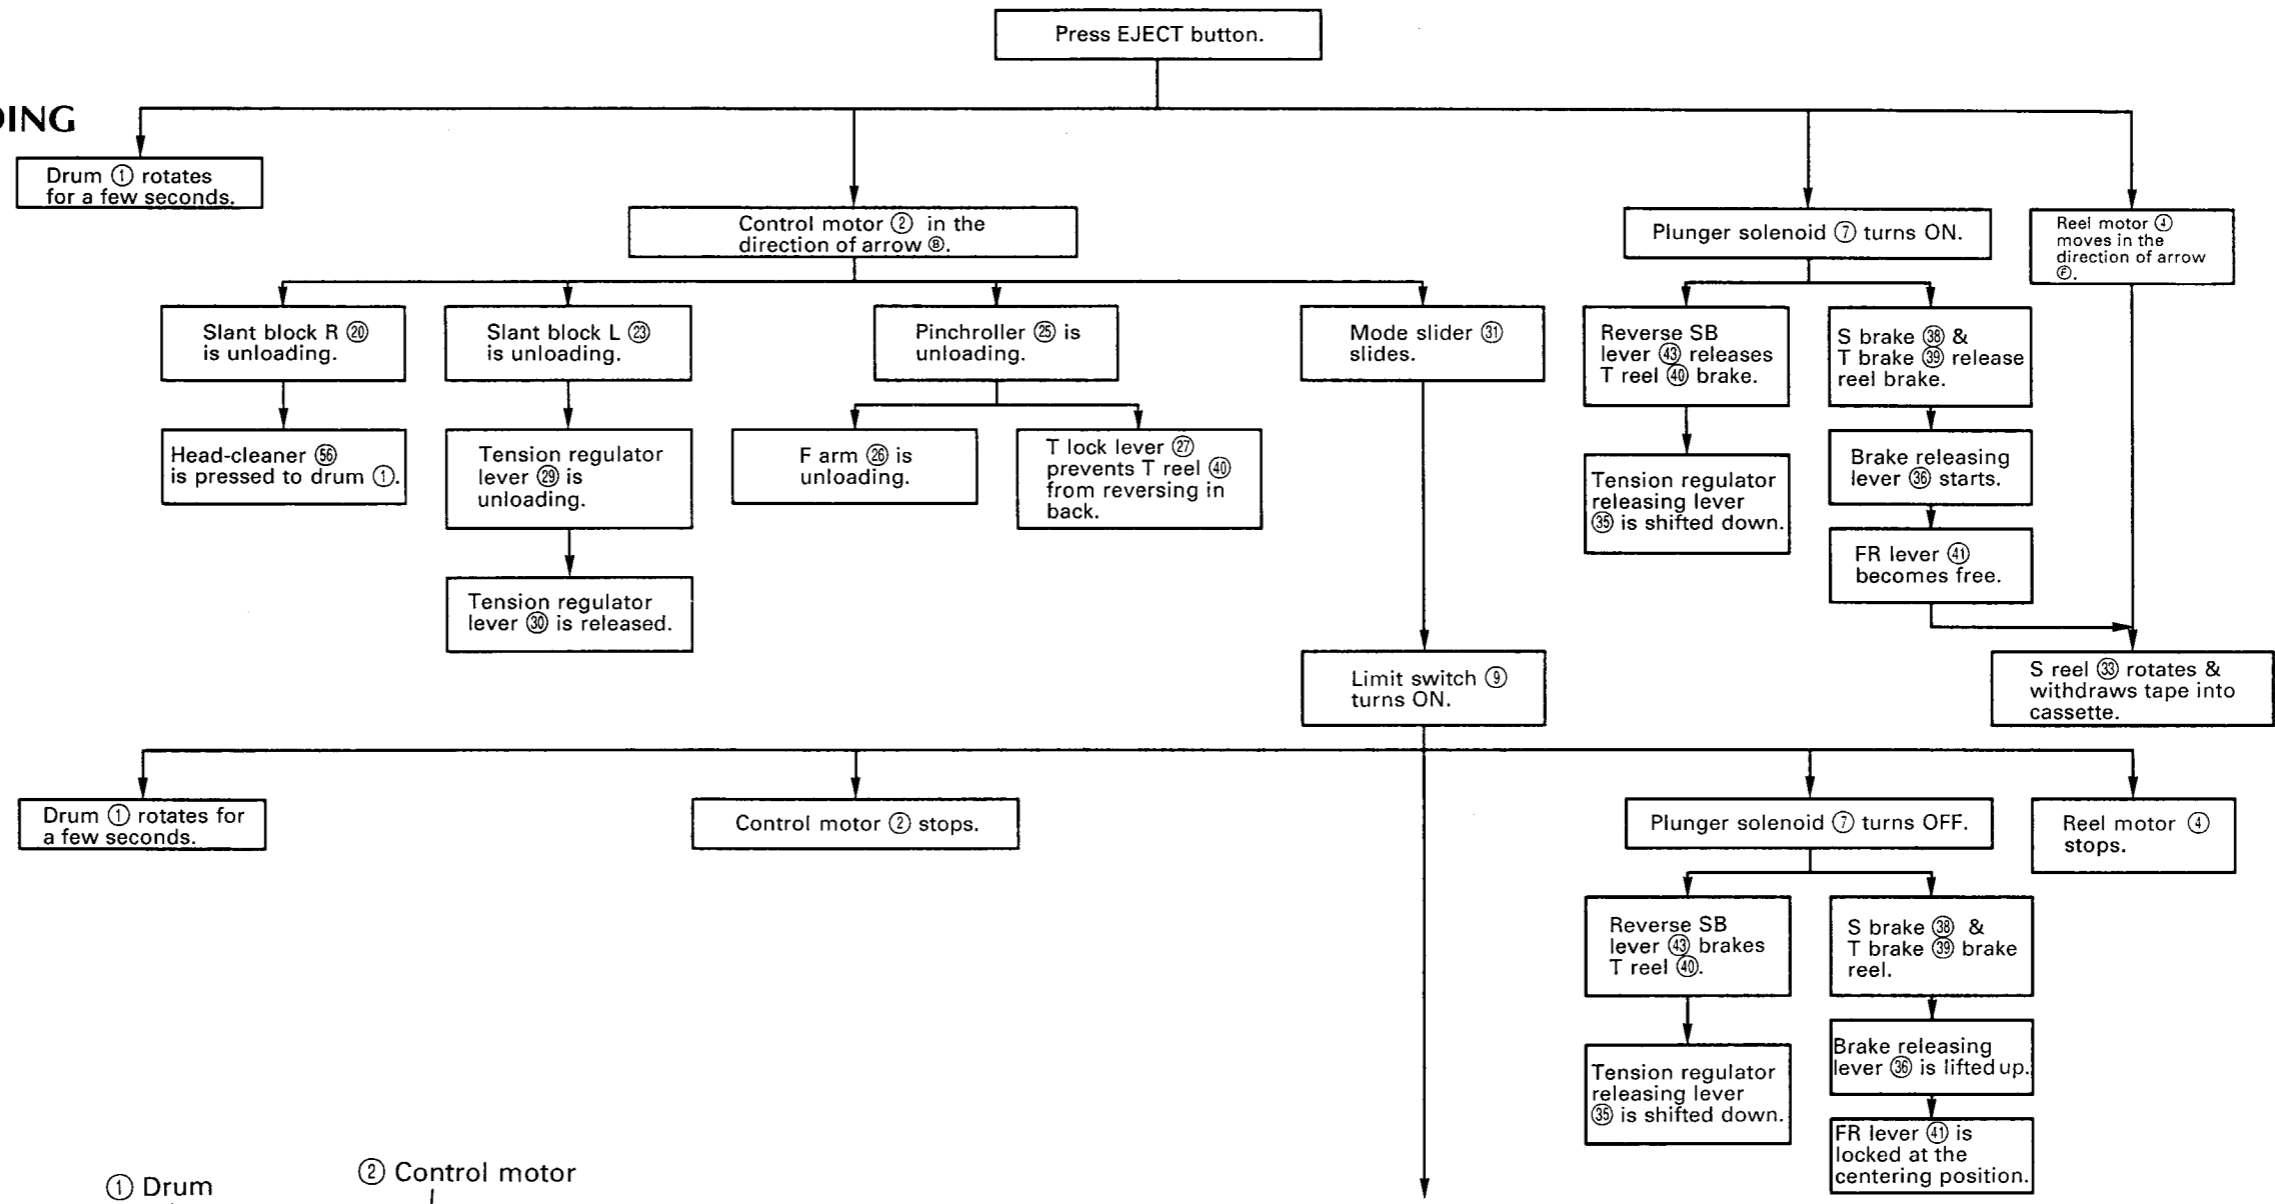 Press EJECT button.
DING
Drum ① rotates
for a few seconds.
Control motor ② in the
direction of arrow Ⓑ.
Plunger solenoid ⑦ turns ON.
Reel motor ④
moves in the
direction of arrow
Ⓕ.
Slant block R ⑳
is unloading.
Slant block L ㉓
is unloading.
Pinchroller ㉕ is
unloading.
Mode slider ㉛
slides.
Reverse SB
lever ㊸ releases
T reel ㊵ brake.
S brake ㊳ &
T brake ㊴ release
reel brake.
Head-cleaner 56
is pressed to drum ①.
Tension regulator
lever ㉙ is
unloading.
F arm ㉖ is
unloading.
T lock lever ㉗
prevents T reel ㊵
from reversing in
back.
Tension regulator
releasing lever
㉟ is shifted down.
Brake releasing
lever ㊱ starts.
FR lever ㊶
becomes free.
Tension regulator
lever ㉚ is released.
Limit switch ⑨
turns ON.
S reel ㉝ rotates &
withdraws tape into
cassette.
Drum ① rotates for
a few seconds.
Control motor ② stops.
Plunger solenoid ⑦ turns OFF.
Reel motor ④
stops.
Reverse SB
lever ㊸ brakes
T reel ㊵.
S brake ㊳ &
T brake ㊴ brake
reel.
Tension regulator
releasing lever
㉟ is shifted down.
Brake releasing
lever ㊱ is lifted up.
FR lever ㊶ is
locked at the
centering position.
① Drum
② Control motor